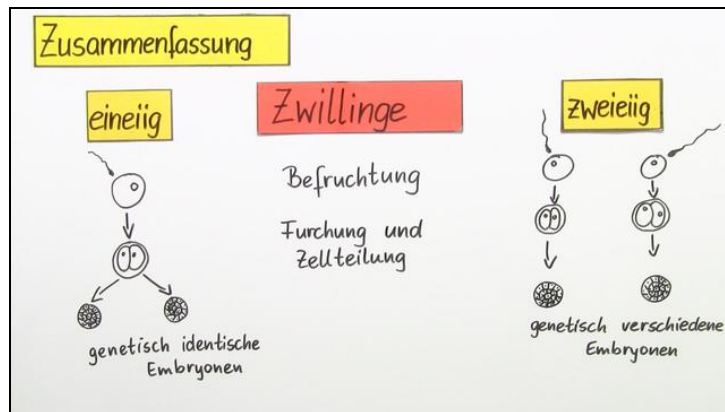 Zusammenfassung
eineiig
Zwillinge
zweieiig
Befruchtung
Furchung und
Zellteilung
genetisch identische
Embryonen
genetisch verschiedene
Embryonen